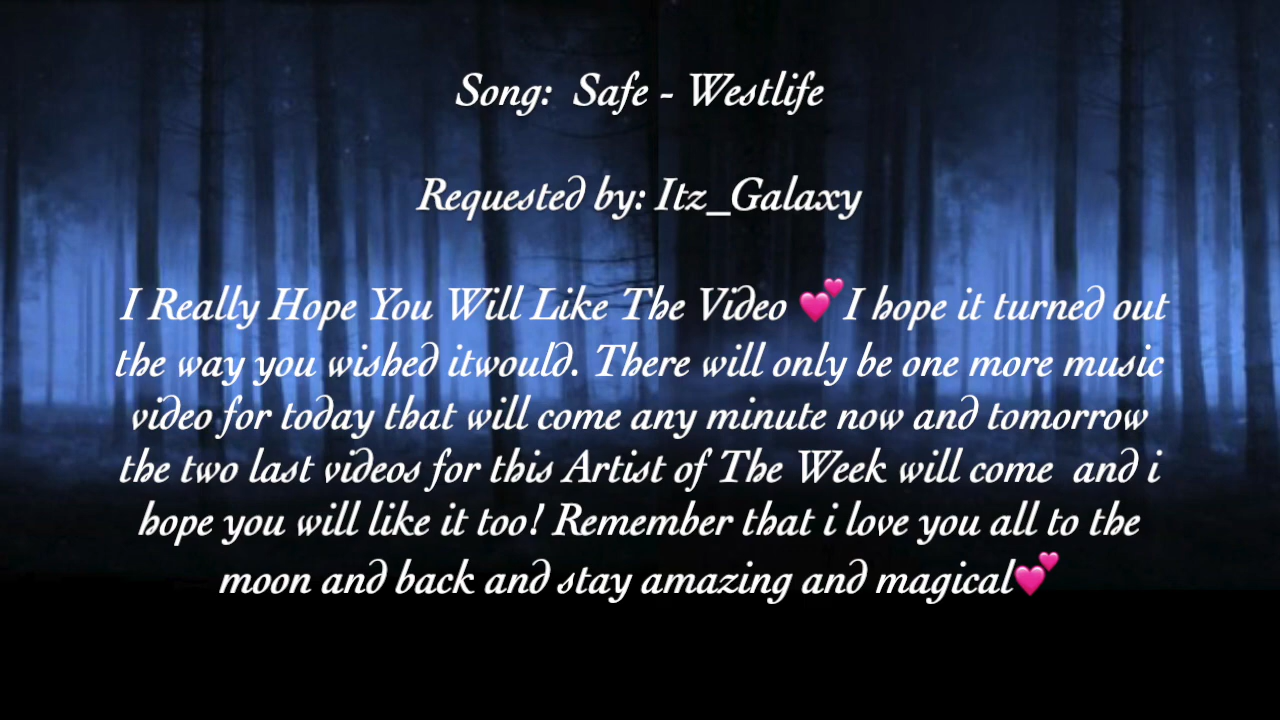 Song:  Safe - Westlife
Requested by: Itz_Galaxy
I Really Hope You Will Like The Video 💕I hope it turned out
the way you wished itwould. There will only be one more music
video for today that will come any minute now and tomorrow
the two last videos for this Artist of The Week will come  and i
hope you will like it too! Remember that i love you all to the
moon and back and stay amazing and magical💕